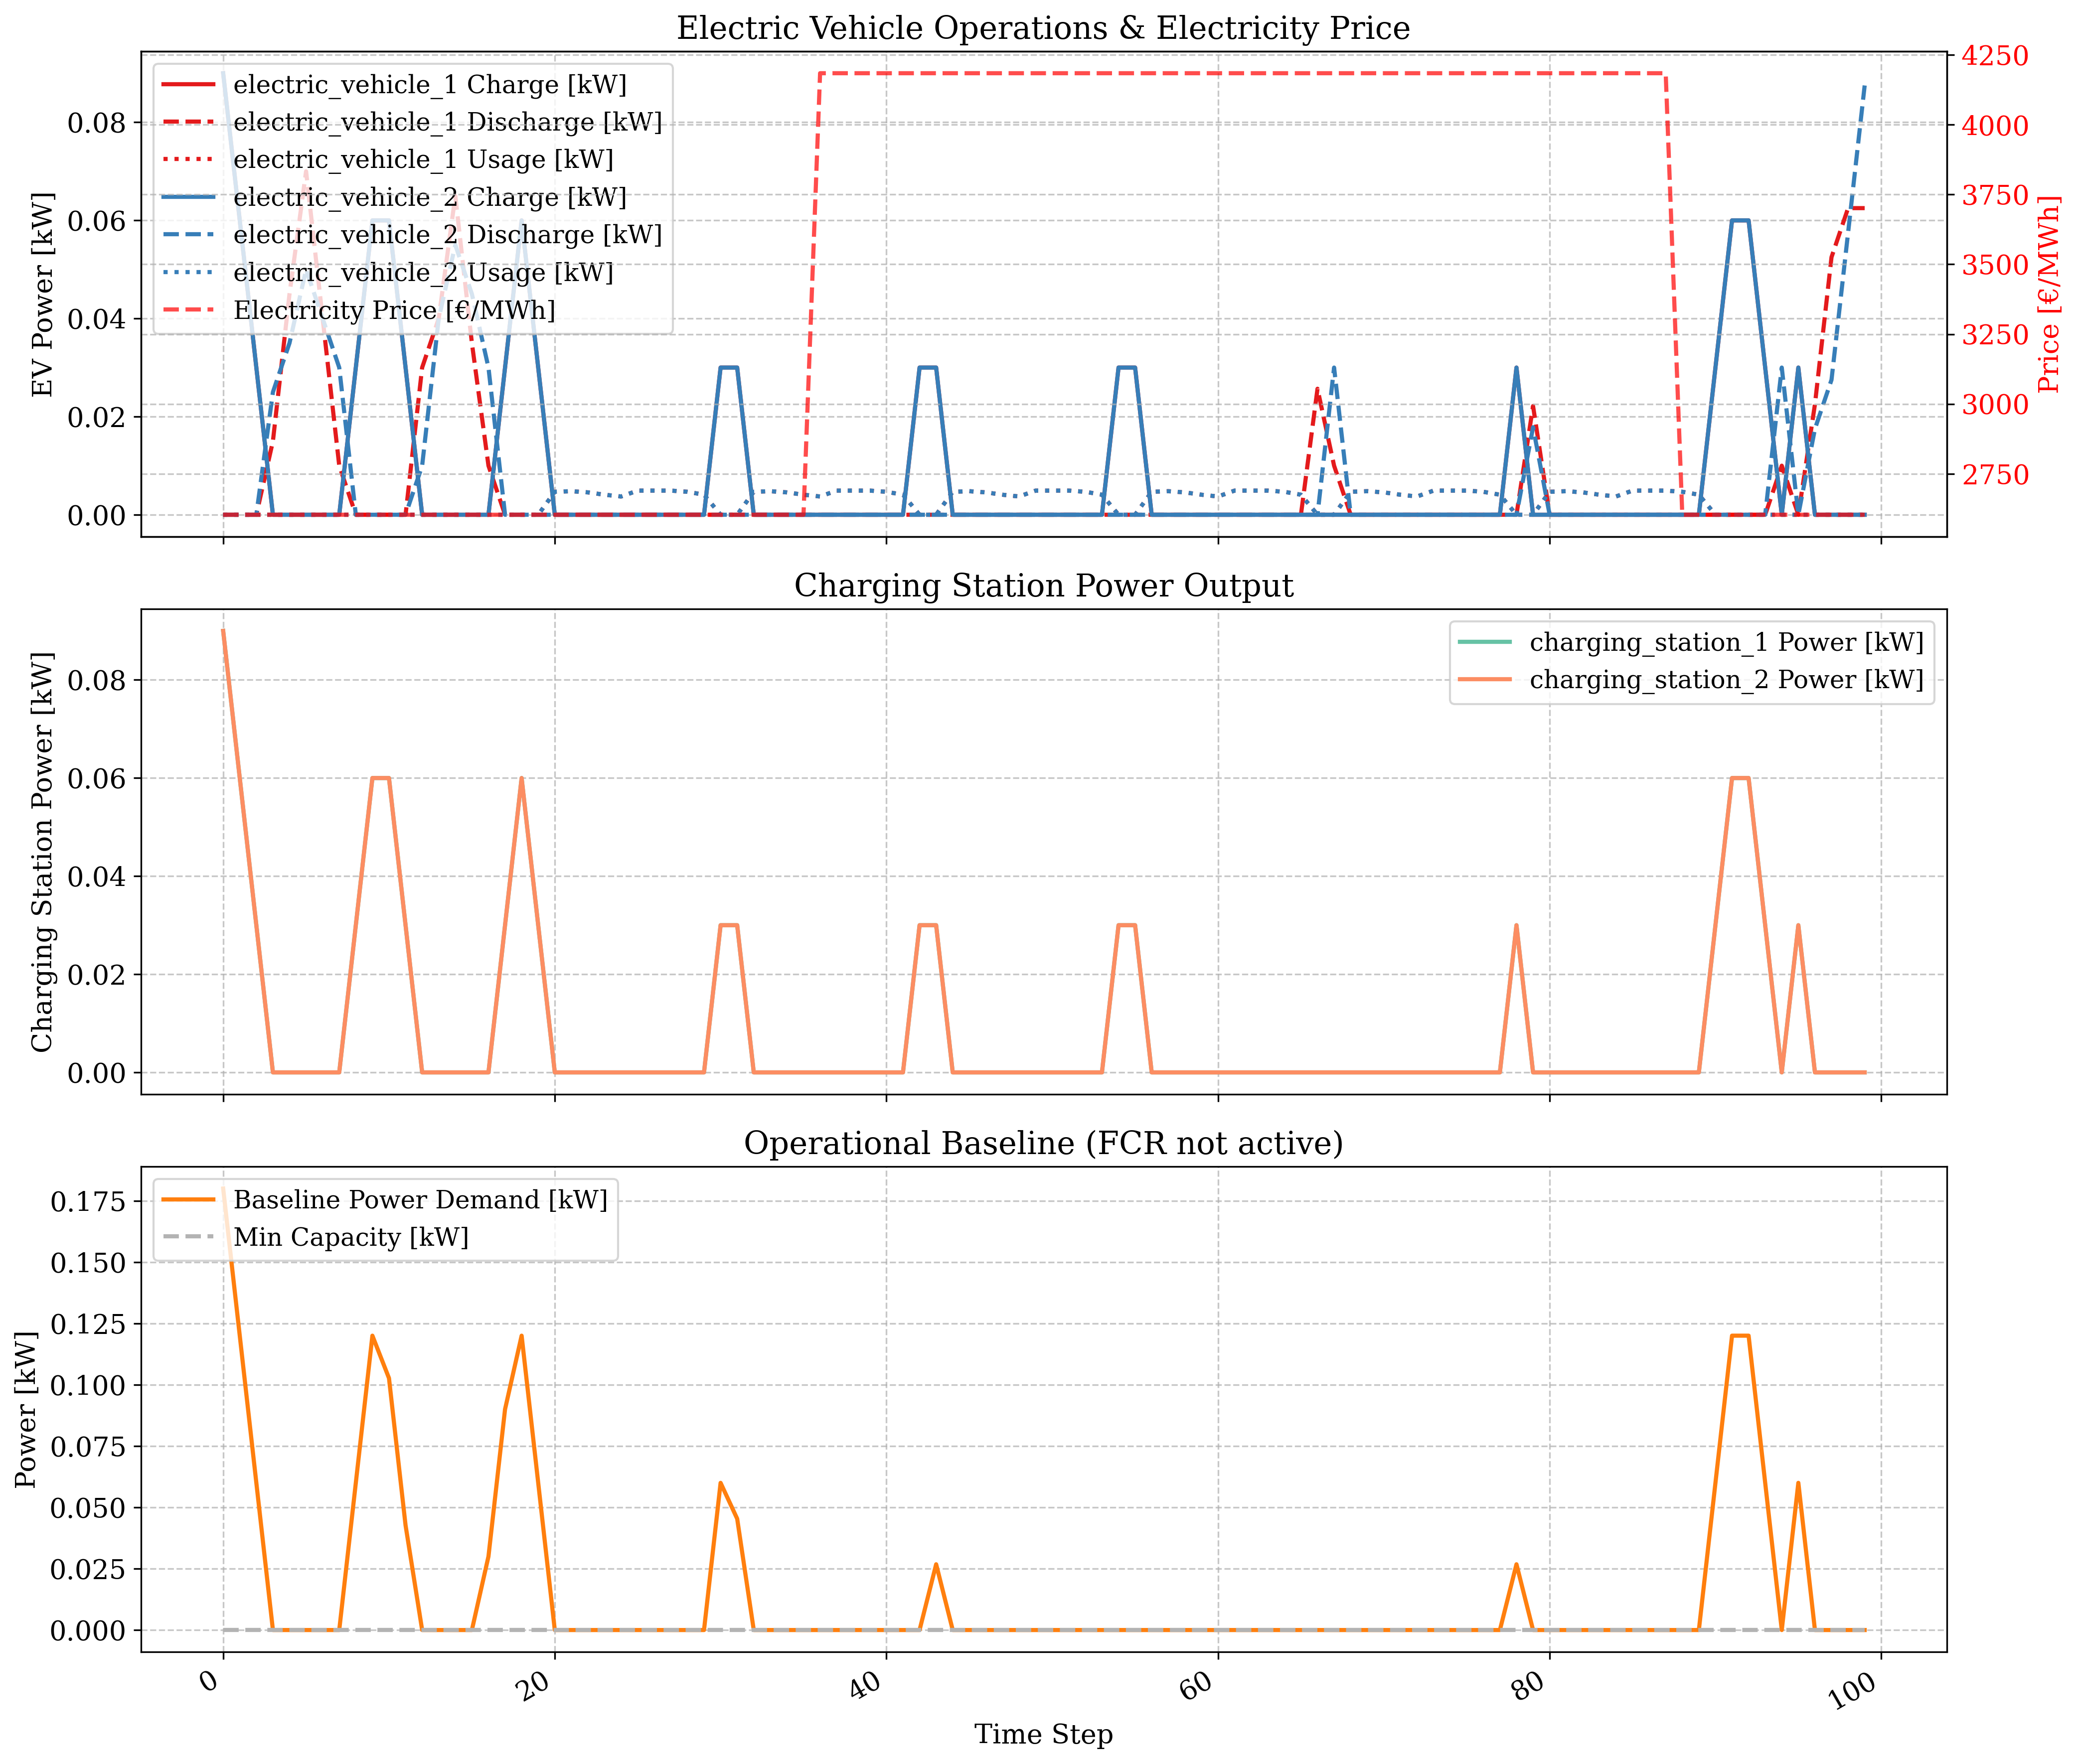 Electric Vehicle Operations & Electricity Price
electric_vehicle_1 Charge [kW]
electric_vehicle_1 Discharge [kW]
electric_vehicle_1 Usage [kW]
electric_vehicle_2 Charge [kW]
electric_vehicle_2 Discharge [kW]
electric_vehicle_2 Usage [kW]
Electricity Price [€/MWh]
EV Power [kW]
0.08
0.06
0.04
0.02
0.00
4250
4000
3750
3500
3250
3000
2750
Price [€/MWh]
Charging Station Power Output
charging_station_1 Power [kW]
charging_station_2 Power [kW]
Charging Station Power [kW]
0.08
0.06
0.04
0.02
0.00
Operational Baseline (FCR not active)
Baseline Power Demand [kW]
Min Capacity [kW]
Power [kW]
0.175
0.150
0.125
0.100
0.075
0.050
0.025
0.000
0
20
40
60
80
100
Time Step